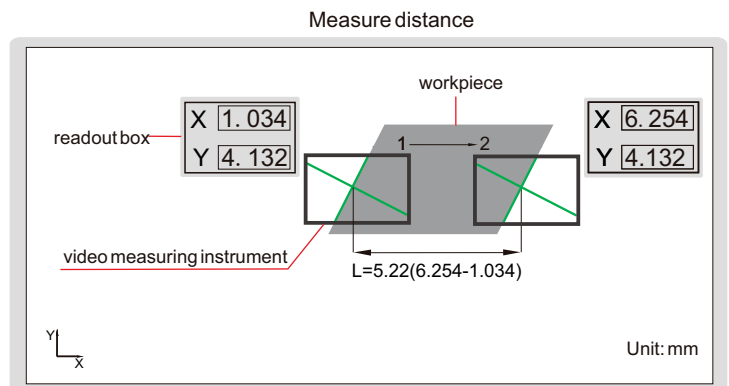 Measure distance
workpiece
readout box
X 1.034
Y 4.132
1
2
X 6.254
Y 4.132
video measuring instrument
L=5.22(6.254-1.034)
Y
X
Unit: mm